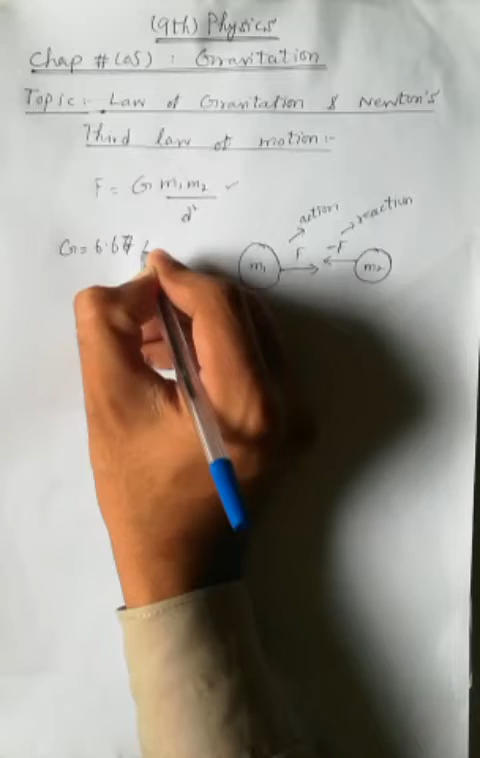 (9th) Physics
Chap #(05) : Gravitation
Topic:- Law of Gravitation & Newton's
Third law of motion:-
F = G m₁m₂ / d²
action
reaction
G = 6.67
m₁ F -F m₂